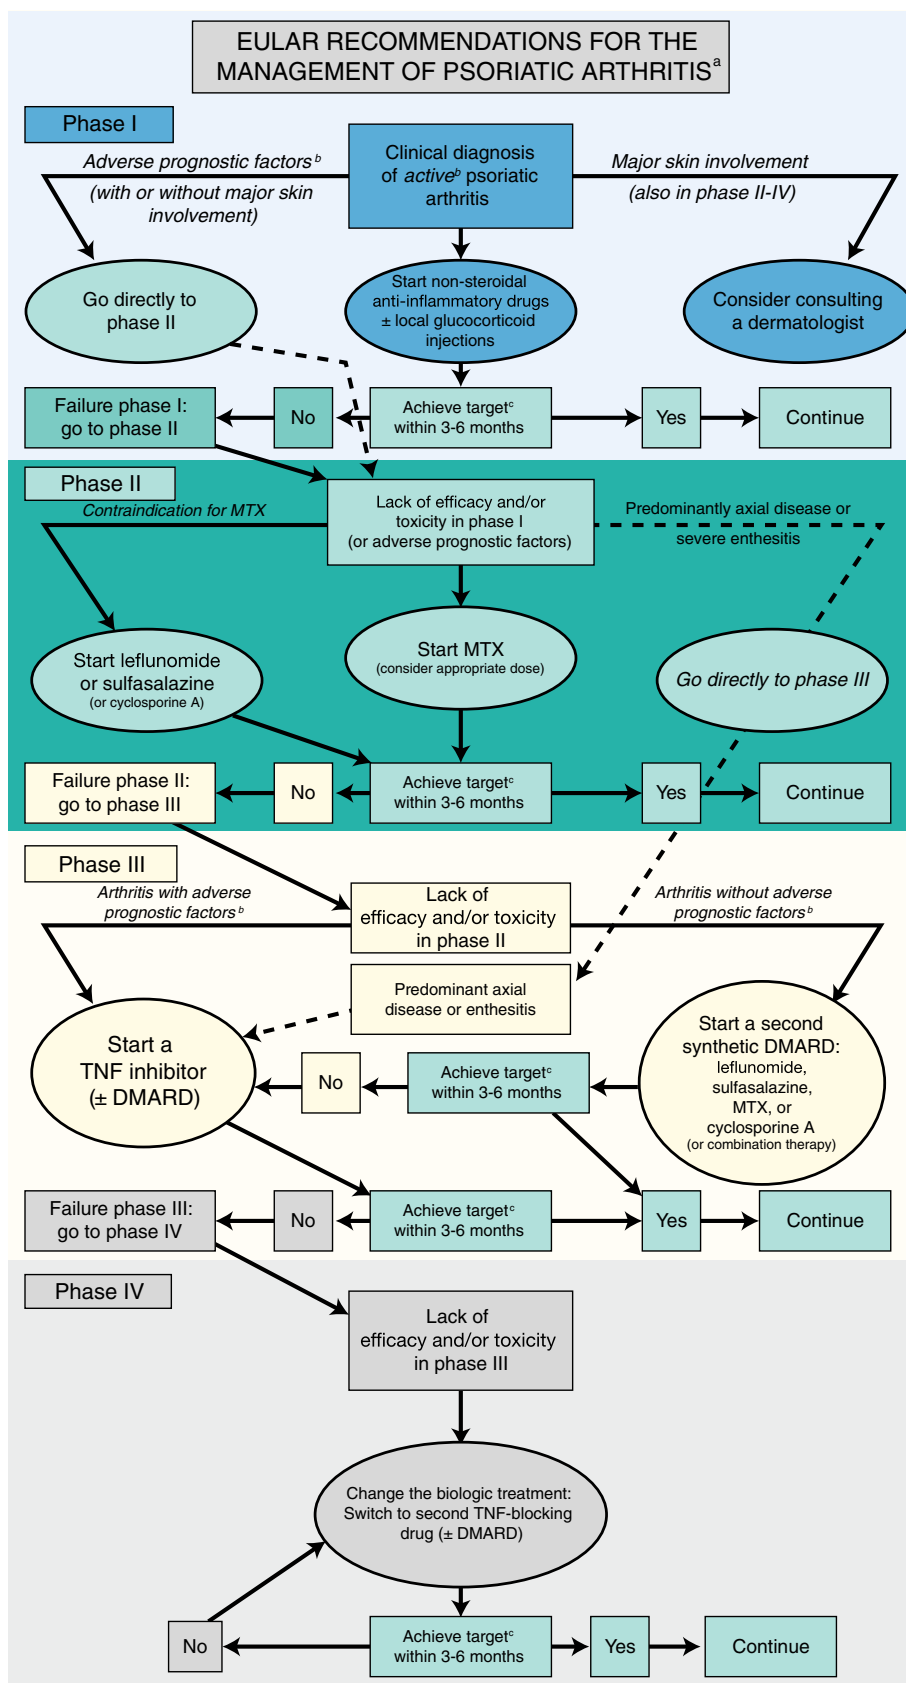 EULAR RECOMMENDATIONS FOR THE
MANAGEMENT OF PSORIATIC ARTHRITISᵃ
Phase I
Adverse prognostic factorsᵇ
(with or without major skin
involvement)
Clinical diagnosis
of activeᵇ psoriatic
arthritis
Major skin involvement
(also in phase II-IV)
Go directly to
phase II
Start non-steroidal
anti-inflammatory drugs
± local glucocorticoid
injections
Consider consulting
a dermatologist
Failure phase I:
go to phase II
No
Achieve targetᶜ
within 3-6 months
Yes
Continue
Phase II
Contraindication for MTX
Lack of efficacy and/or
toxicity in phase I
(or adverse prognostic factors)
Predominantly axial disease or
severe enthesitis
Start leflunomide
or sulfasalazine
(or cyclosporine A)
Start MTX
(consider appropriate dose)
Go directly to phase III
Failure phase II:
go to phase III
No
Achieve targetᶜ
within 3-6 months
Yes
Continue
Phase III
Arthritis with adverse
prognostic factorsᵇ
Lack of
efficacy and/or toxicity
in phase II
Arthritis without adverse
prognostic factorsᵇ
Predominant axial
disease or enthesitis
Start a
TNF inhibitor
(± DMARD)
No
Achieve targetᶜ
within 3-6 months
Start a second
synthetic DMARD:
leflunomide,
sulfasalazine,
MTX, or
cyclosporine A
(or combination therapy)
Failure phase III:
go to phase IV
No
Achieve targetᶜ
within 3-6 months
Yes
Continue
Phase IV
Lack of
efficacy and/or toxicity
in phase III
Change the biologic treatment:
Switch to second TNF-blocking
drug (± DMARD)
No
Achieve targetᶜ
within 3-6 months
Yes
Continue